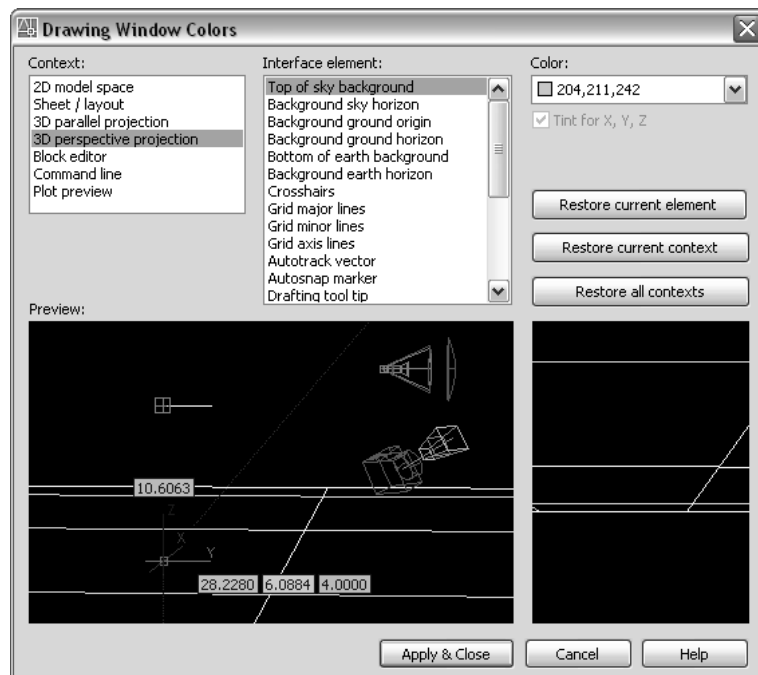 Drawing Window Colors
Context:
2D model space
Sheet / layout
3D parallel projection
3D perspective projection
Block editor
Command line
Plot preview
Interface element:
Top of sky background
Background sky horizon
Background ground origin
Background ground horizon
Bottom of earth background
Background earth horizon
Crosshairs
Grid major lines
Grid minor lines
Grid axis lines
Autotrack vector
Autosnap marker
Drafting tool tip
Color:
204,211,242
Tint for X, Y, Z
Restore current element
Restore current context
Restore all contexts
Preview:
10.6063
Z
X
Y
28.2280 6.0884 4.0000
Apply & Close
Cancel
Help